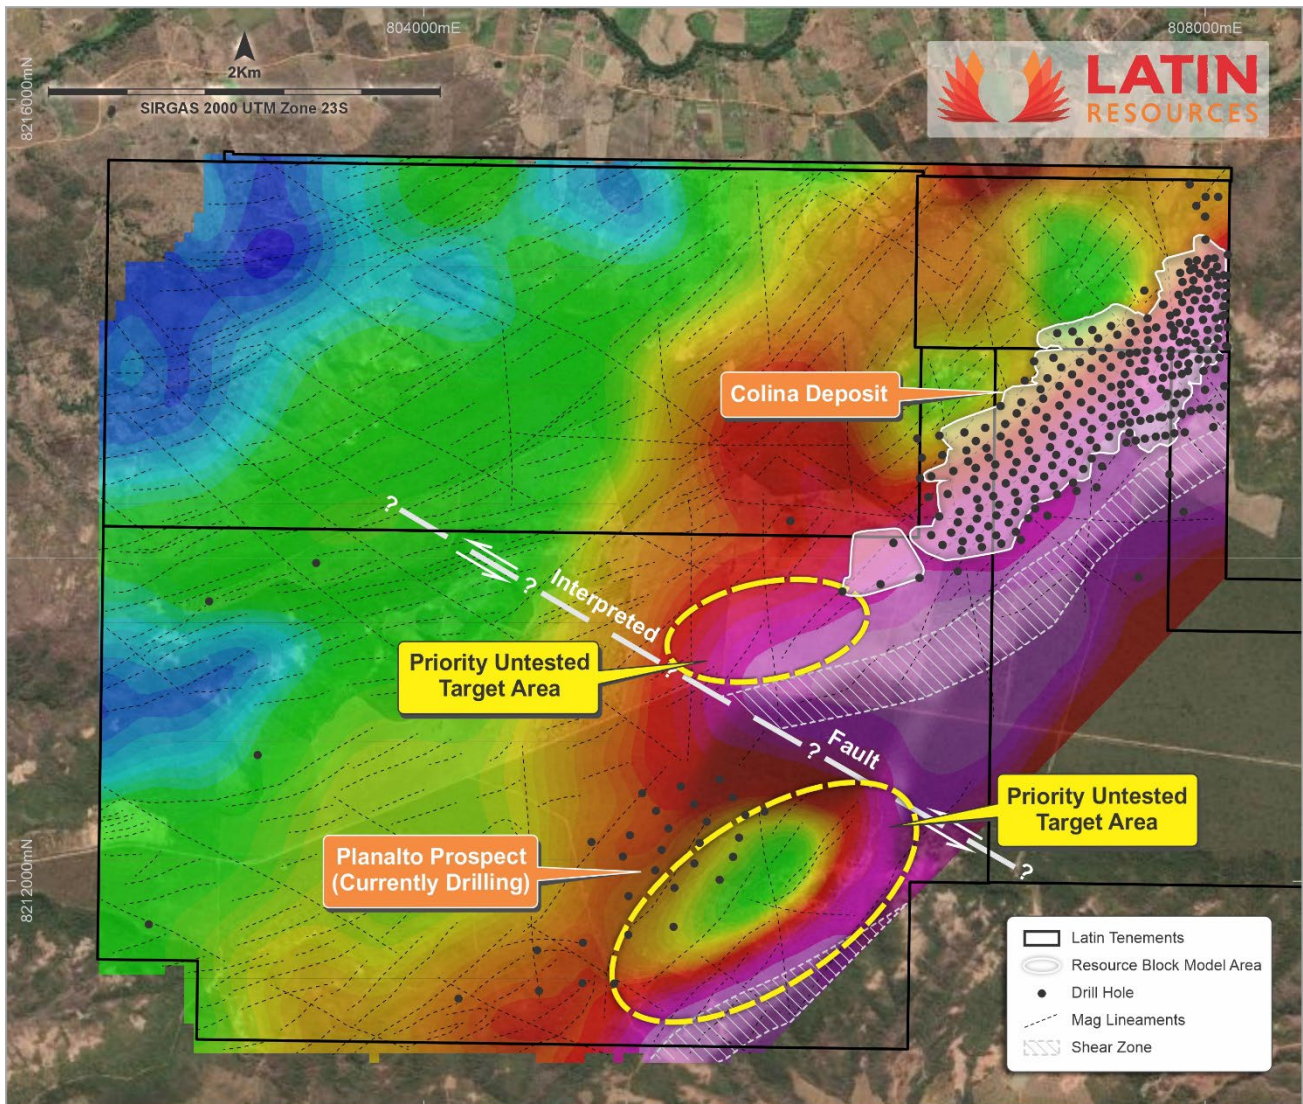 804000mE
808000mE
2Km
SIRGAS 2000 UTM Zone 23S
8216000mN
LATIN
RESOURCES
Colina Deposit
?
?
Interpreted
Priority Untested
Target Area
?
?
Fault
Priority Untested
Target Area
Planalto Prospect
(Currently Drilling)
?
8212000mN
Latin Tenements
Resource Block Model Area
Drill Hole
Mag Lineaments
Shear Zone